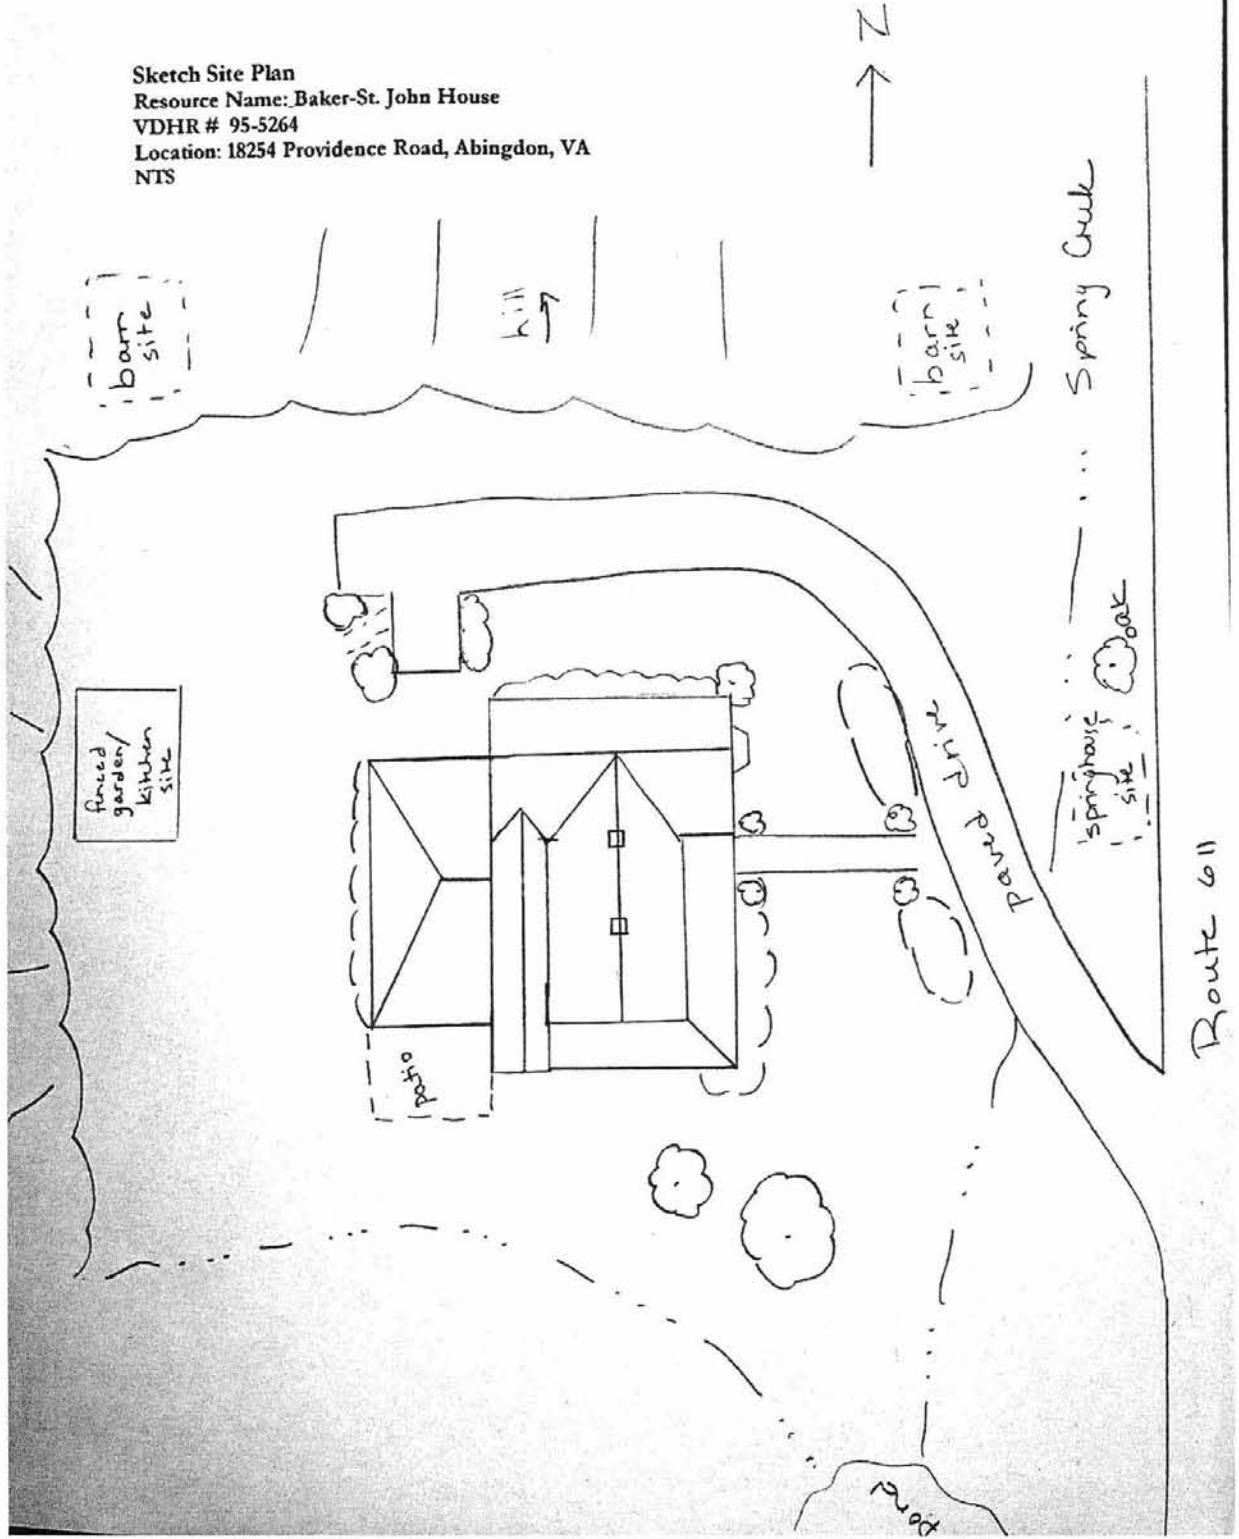 Sketch Site Plan
Resource Name: Baker-St. John House
VDHR # 95-5264
Location: 18254 Providence Road, Abingdon, VA
NTS
N
barn
site
hill
barn
site
Spring Creek
oak
fenced
garden/
kitchen
site
springhouse
site
paved drive
Route 611
patio
Pond